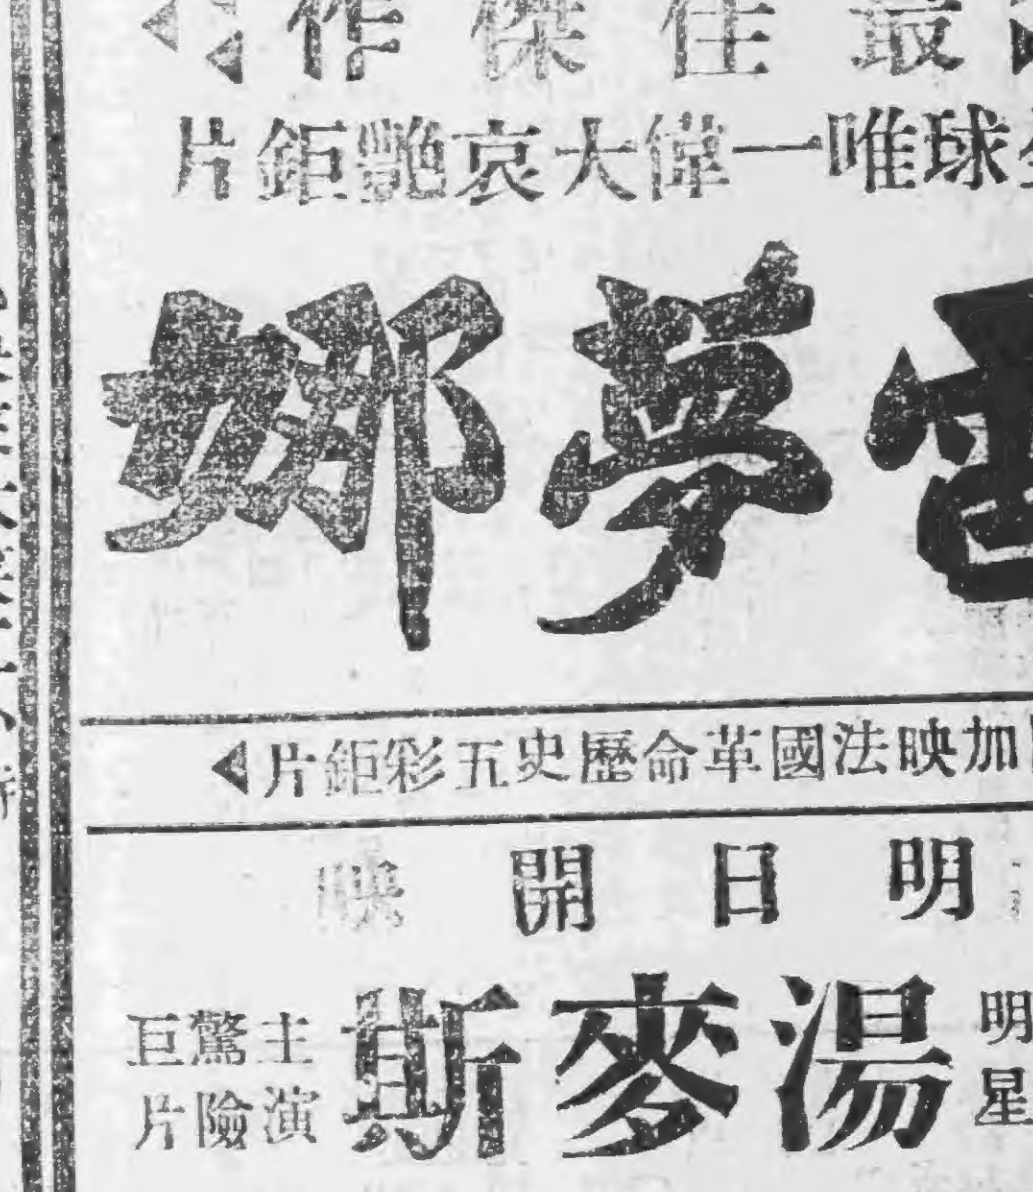 最佳傑作
球唯一偉大哀艷鉅片
夢娜
加映法國革命歷史五彩鉅片
明日開映
明星
湯麥斯
主演
驚險
巨片